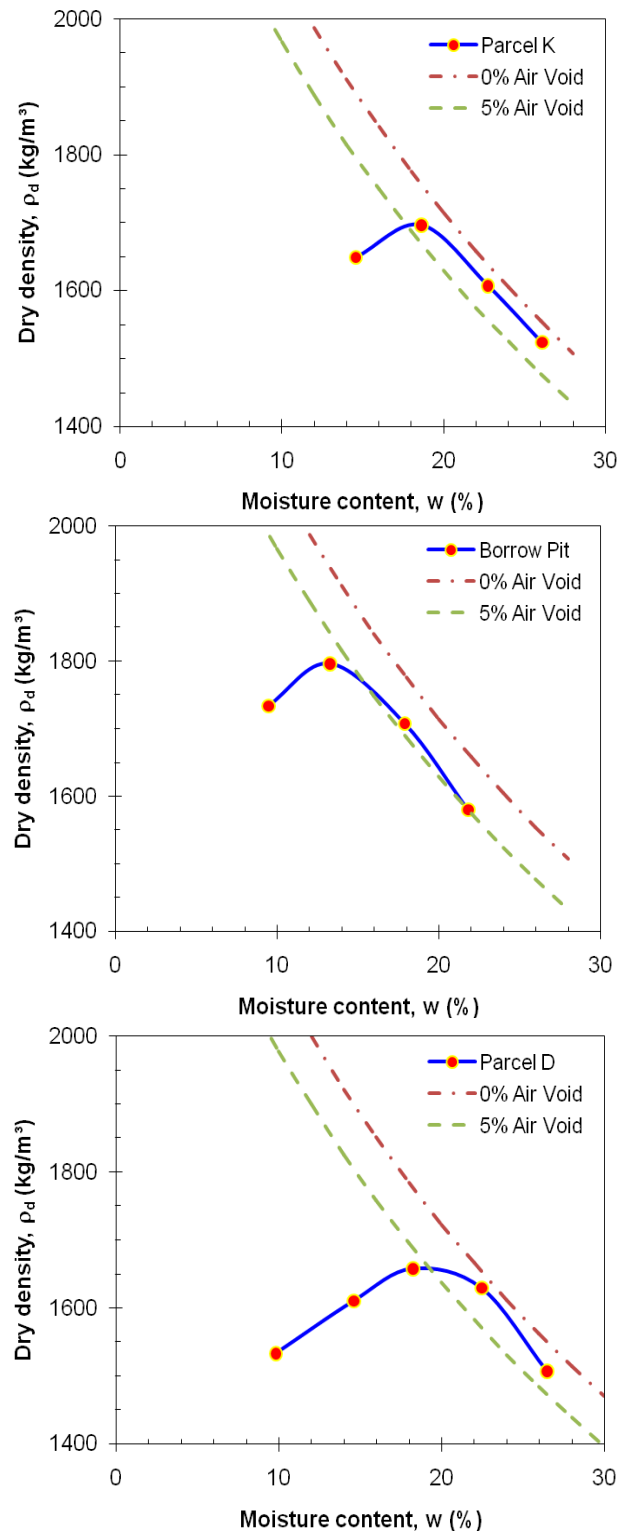 2000
1800
1600
1400
Dry density, ρd (kg/m³)
Parcel K
0% Air Void
5% Air Void
0
10
20
30
Moisture content, w (%)
2000
1800
1600
1400
Dry density, ρd (kg/m³)
Borrow Pit
0% Air Void
5% Air Void
0
10
20
30
Moisture content, w (%)
2000
1800
1600
1400
Dry density, ρd (kg/m³)
Parcel D
0% Air Void
5% Air Void
0
10
20
30
Moisture content, w (%)